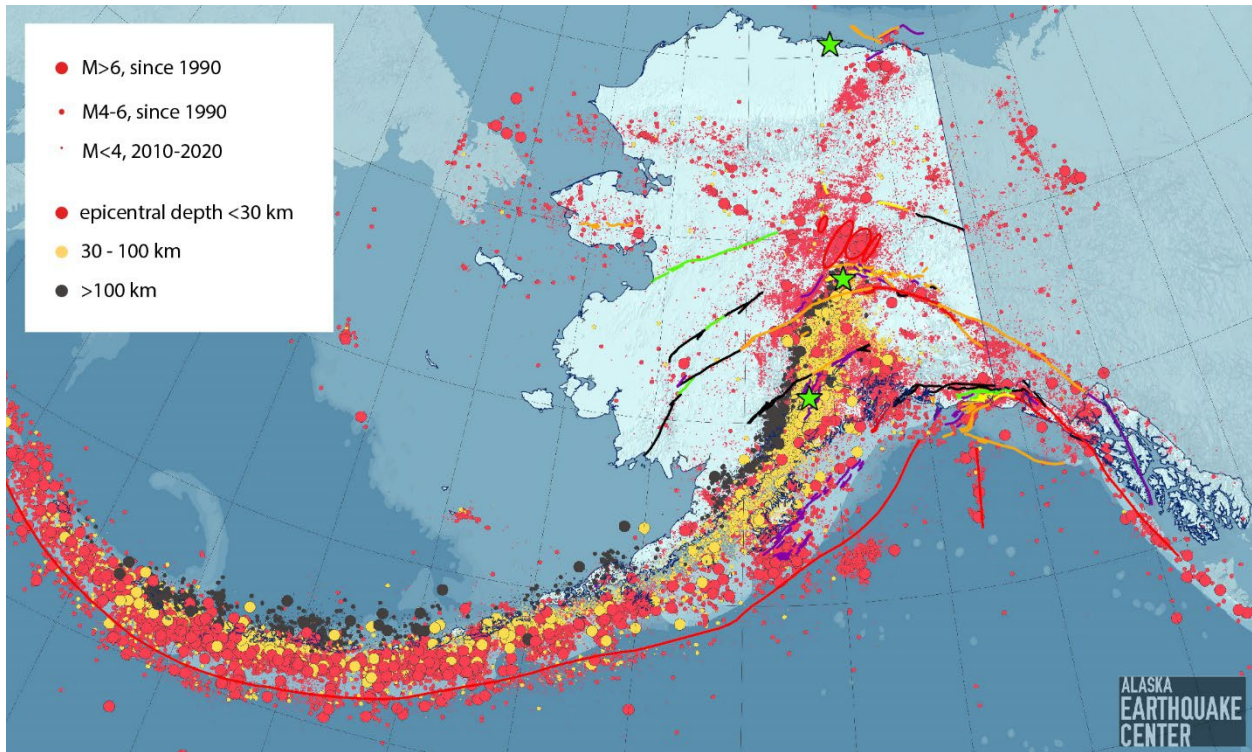 M>6, since 1990
M4-6, since 1990
M<4, 2010-2020
epicentral depth <30 km
30 - 100 km
>100 km
ALASKA
EARTHQUAKE
CENTER